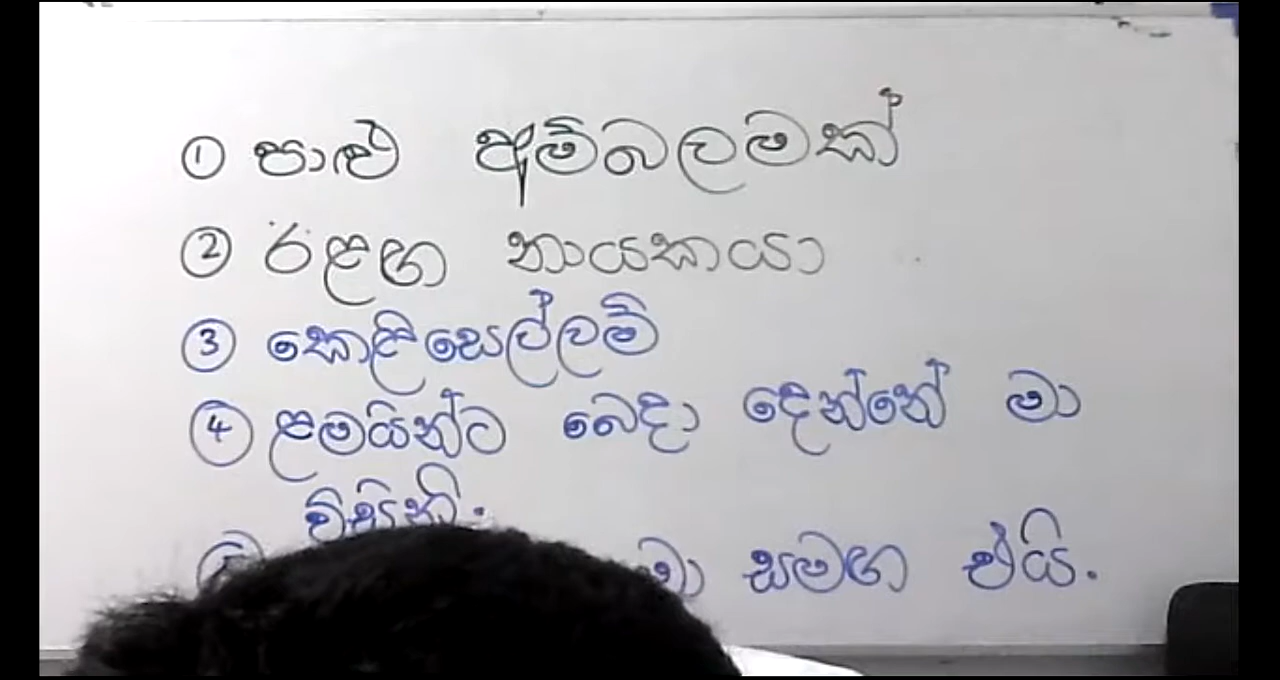 ① පාළු අම්බලමක්
② රළඟ නායකයා
③ කෙළිසෙල්ලම්
④ ළමයින්ට බෙදා දෙන්නේ මා
විසිනි.
මා සමඟ එයි.